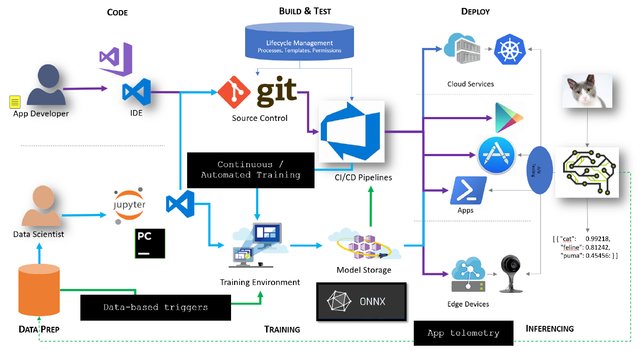 CODE
BUILD & TEST
DEPLOY
Lifecycle Management
Processes, Templates, Permissions
App Developer
IDE
git
Source Control
CI/CD Pipelines
Cloud Services
Apps
Continuous /
Automated Training
Data Scientist
jupyter
PC
Training Environment
Model Storage
ONNX
Edge Devices
[ { "cat": 0.99218,
"feline": 0.81242,
"puma": 0.45456: } ]
Data-based triggers
App telemetry
DATA PREP
TRAINING
INFERENCING